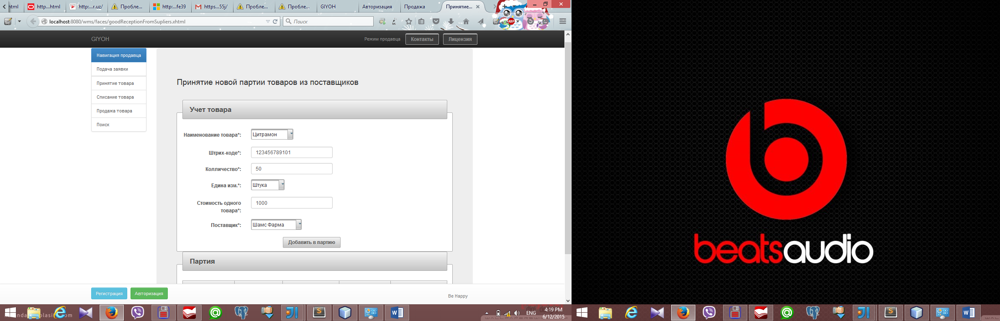 html
http:...html
http:...r.uz/
Пробле...
http:...fe39
https...55j/
Пробле...
Пробле...
GIYOH
Авторизация
Продажа
Принятие...
localhost:8080/wms/faces/goodReceptionFromSupliers.xhtml
Поиск
ABP
GIYOH
Режим продавца
Контакты
Лицензия
Навигация продавца
Подача заявки
Принятие товара
Списание товара
Продажа товара
Поиск
Принятие новой партии товаров из поставщиков
Учет товара
Наименование товара*: Цитрамон
Штрих-коде*: 123456789101
Колличество*: 50
Едина изм.*: Штука
Стоимость одного
товара*: 1000
Поставщик*: Шамс Фарма
Добавить в партию
Партия
Регистрация
Авторизация
Be Happy
ENG
4:19 PM
6/12/2015
beatsaudio